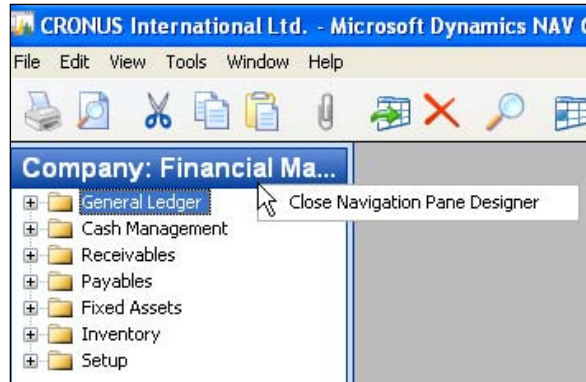 CRONUS International Ltd. - Microsoft Dynamics NAV
File Edit View Tools Window Help
Company: Financial Ma...
General Ledger
Close Navigation Pane Designer
Cash Management
Receivables
Payables
Fixed Assets
Inventory
Setup